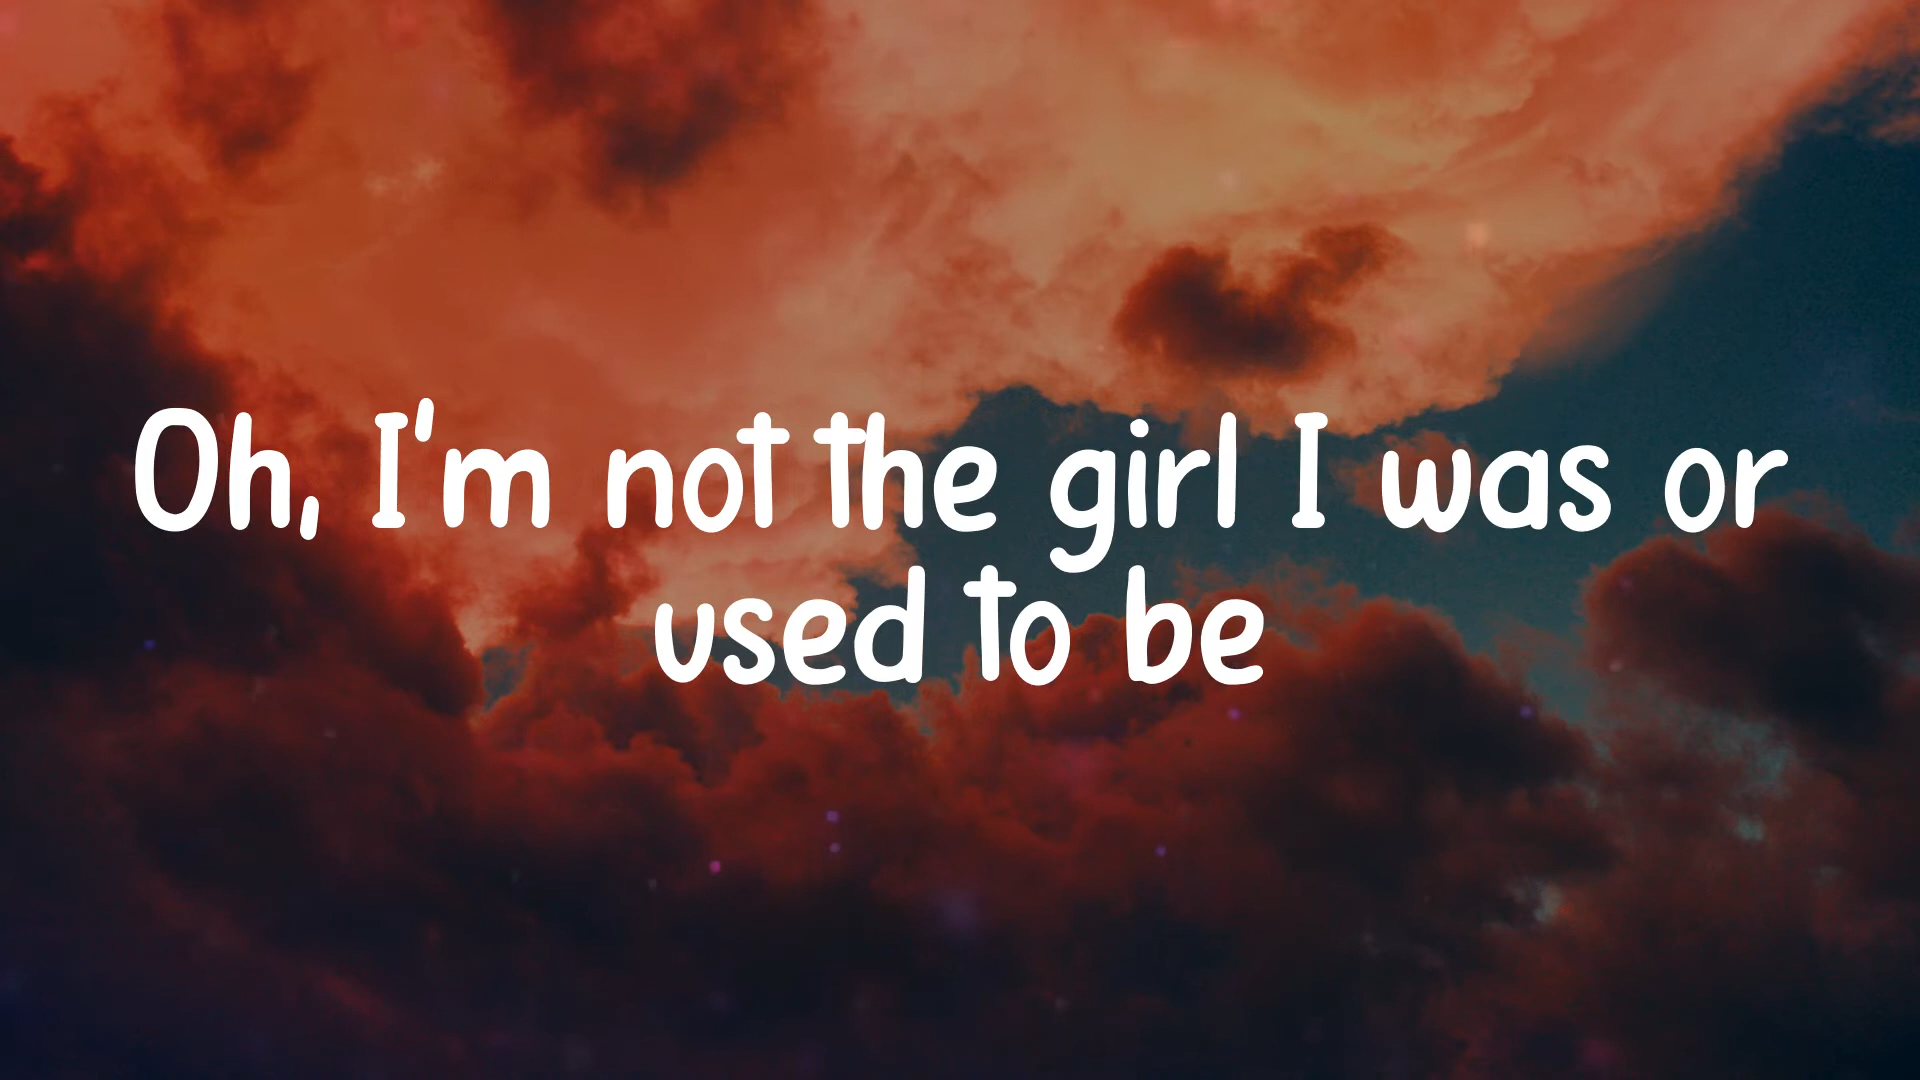 Oh, I'm not the girl I was or
used to be